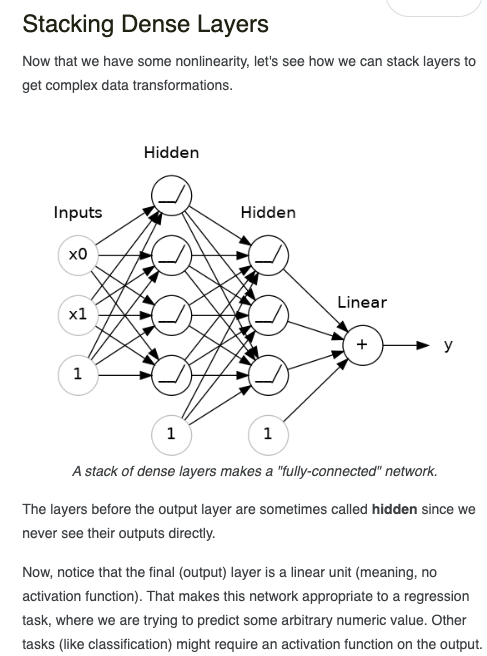 Stacking Dense Layers
Now that we have some nonlinearity, let's see how we can stack layers to
get complex data transformations.
Hidden
Inputs
Hidden
x0
x1
Linear
+
y
1
1
1
A stack of dense layers makes a "fully-connected" network.
The layers before the output layer are sometimes called hidden since we
never see their outputs directly.
Now, notice that the final (output) layer is a linear unit (meaning, no
activation function). That makes this network appropriate to a regression
task, where we are trying to predict some arbitrary numeric value. Other
tasks (like classification) might require an activation function on the output.